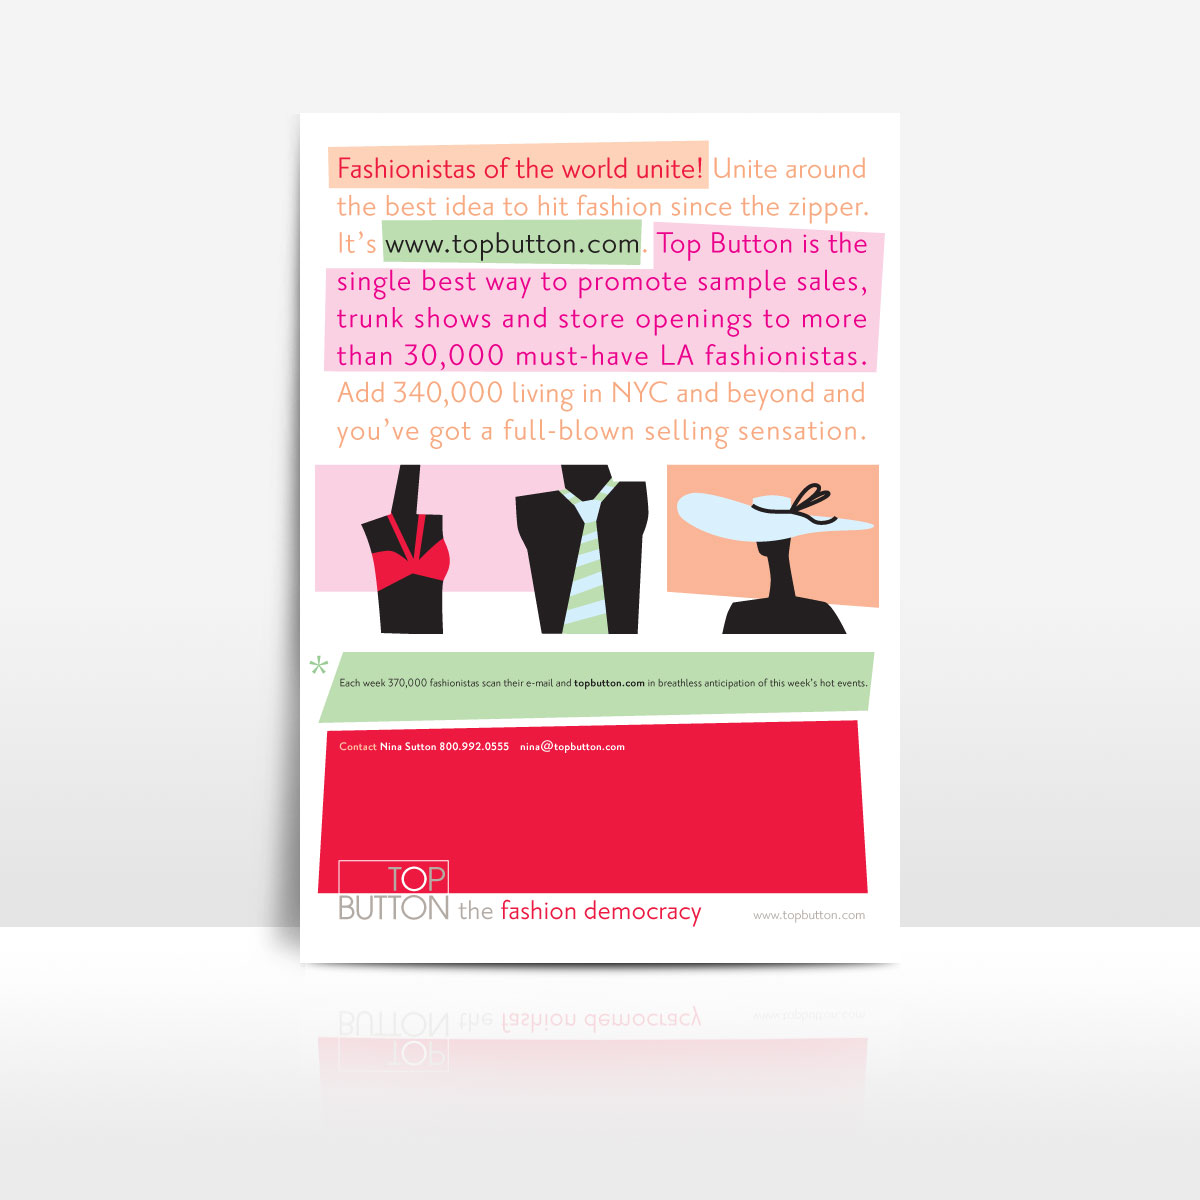 Fashionistas of the world unite! Unite around
the best idea to hit fashion since the zipper.
It's www.topbutton.com. Top Button is the
single best way to promote sample sales,
trunk shows and store openings to more
than 30,000 must-have LA fashionistas.
Add 340,000 living in NYC and beyond and
you've got a full-blown selling sensation.
* Each week 370,000 fashionistas scan their e-mail and topbutton.com in breathless anticipation of this week's hot events.
Contact Nina Sutton 800.992.0555 nina@topbutton.com
TOP
BUTTON the fashion democracy www.topbutton.com